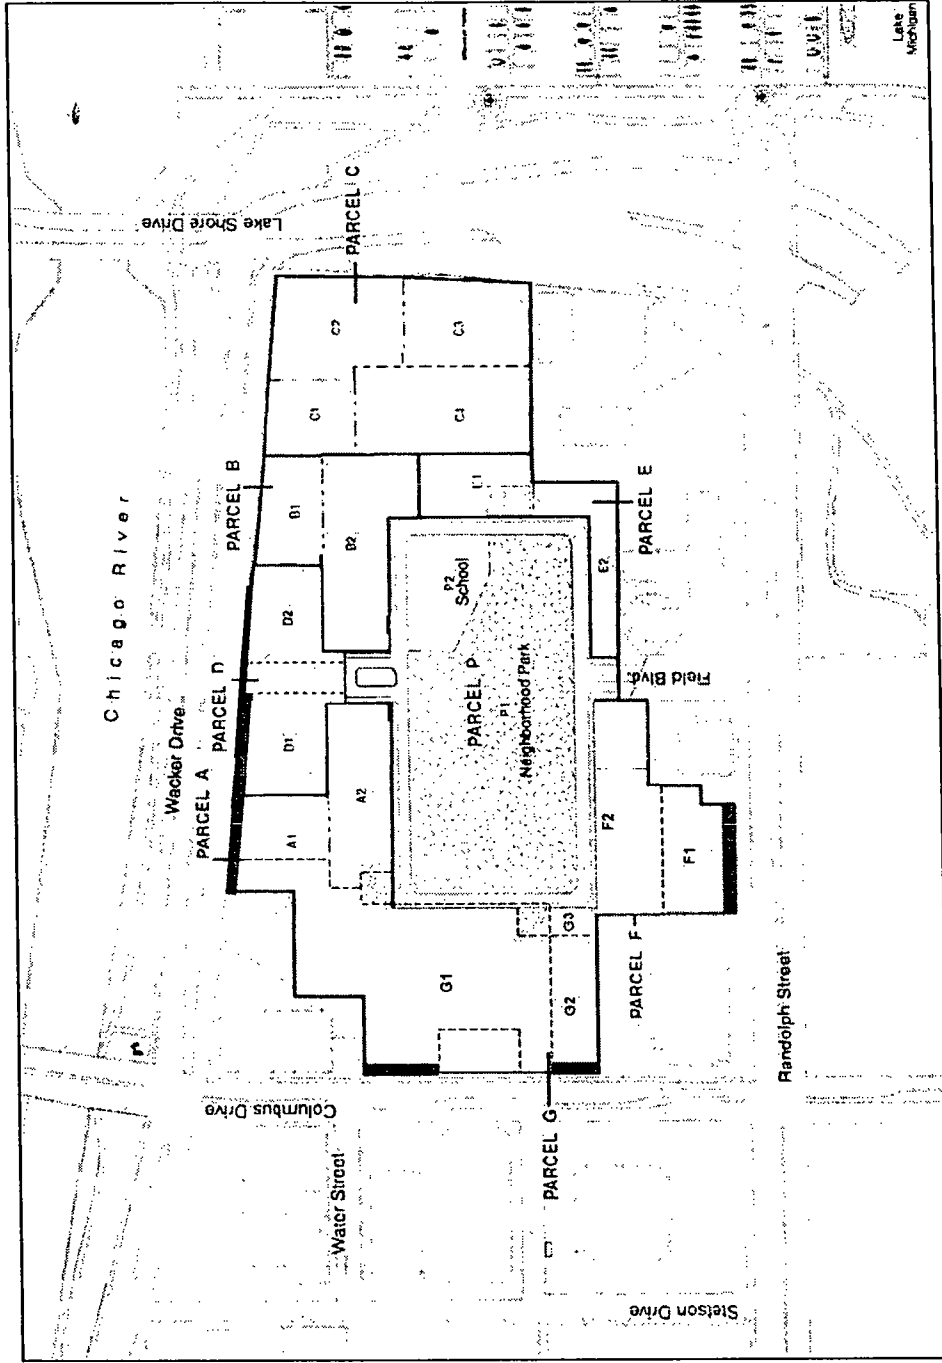 Lake
Michigan
Lake Shore Drive
PARCEL C
C2
C3
C1
C4
Chicago River
PARCEL B
B1
B2
E1
PARCEL E
E2
P2
School
D2
PARCEL D
Wacker Drive
D1
PARCEL P
P1
Neighborhood Park
Field Blvd.
PARCEL A
A1
A2
F2
F1
G3
PARCEL F
G1
G2
Randolph Street
Columbus Drive
PARCEL G
Water Street
Stetson Drive